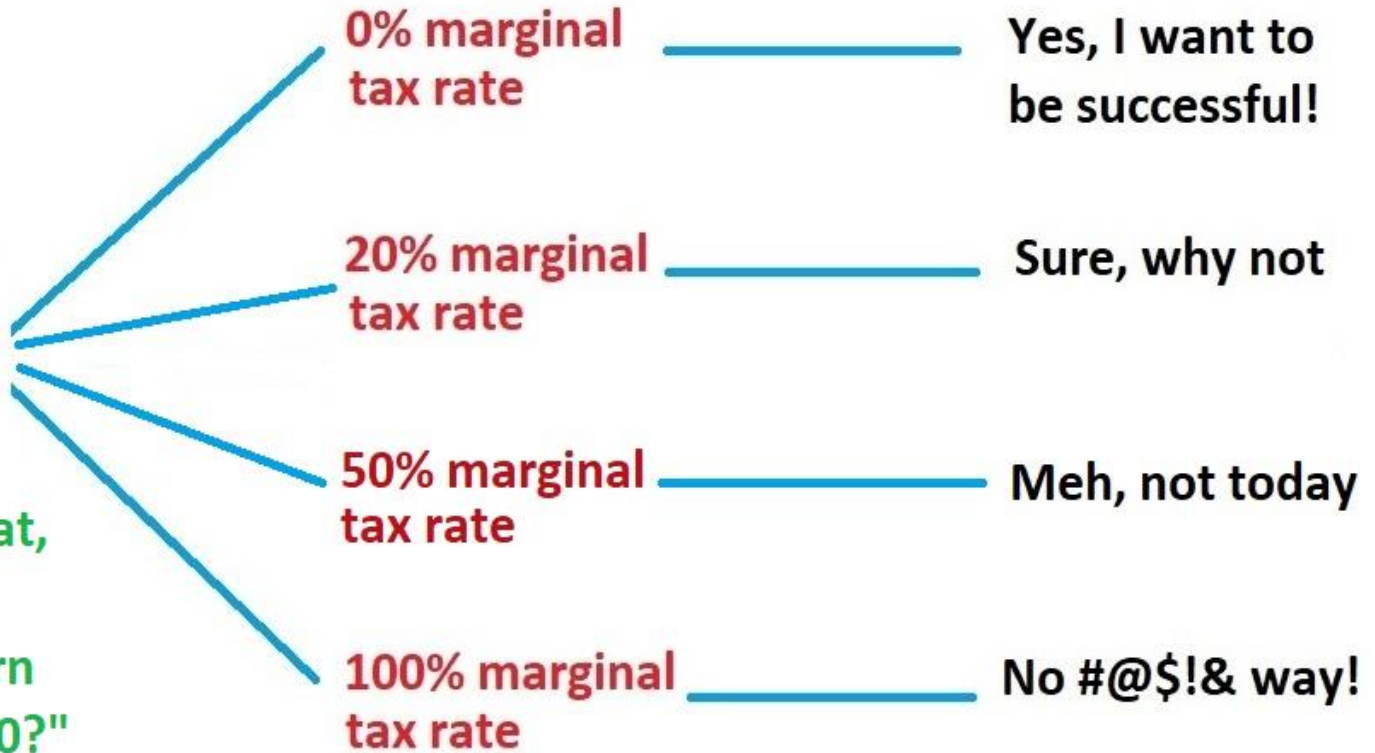 0% marginal
tax rate
Yes, I want to
be successful!
20% marginal
tax rate
Sure, why not
50% marginal
tax rate
Meh, not today
100% marginal
tax rate
No #@$!& way!